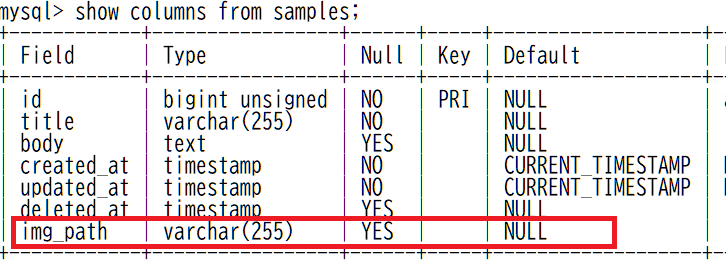 mysql> show columns from samples;
+------------+-----------------+------+-----+-------------------+
| Field | Type | Null | Key | Default |
+------------+-----------------+------+-----+-------------------+
| id | bigint unsigned | NO | PRI | NULL |
| title | varchar(255) | NO | | NULL |
| body | text | YES | | NULL |
| created_at | timestamp | NO | | CURRENT_TIMESTAMP |
| updated_at | timestamp | NO | | CURRENT_TIMESTAMP |
| deleted_at | timestamp | YES | | NULL |
| img_path | varchar(255) | YES | | NULL |
+------------+-----------------+------+-----+-------------------+